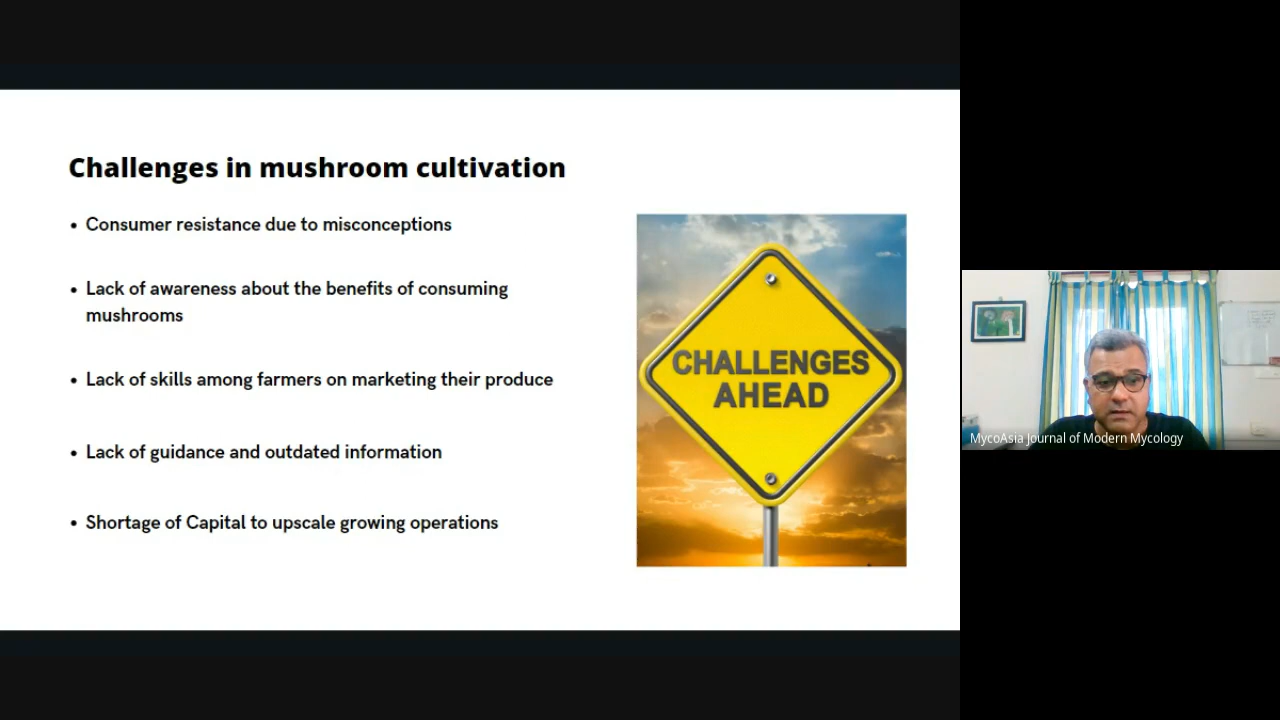 Challenges in mushroom cultivation
• Consumer resistance due to misconceptions
• Lack of awareness about the benefits of consuming
mushrooms
• Lack of skills among farmers on marketing their produce
• Lack of guidance and outdated information
• Shortage of Capital to upscale growing operations
CHALLENGES
AHEAD
MycoAsia Journal of Modern Mycology